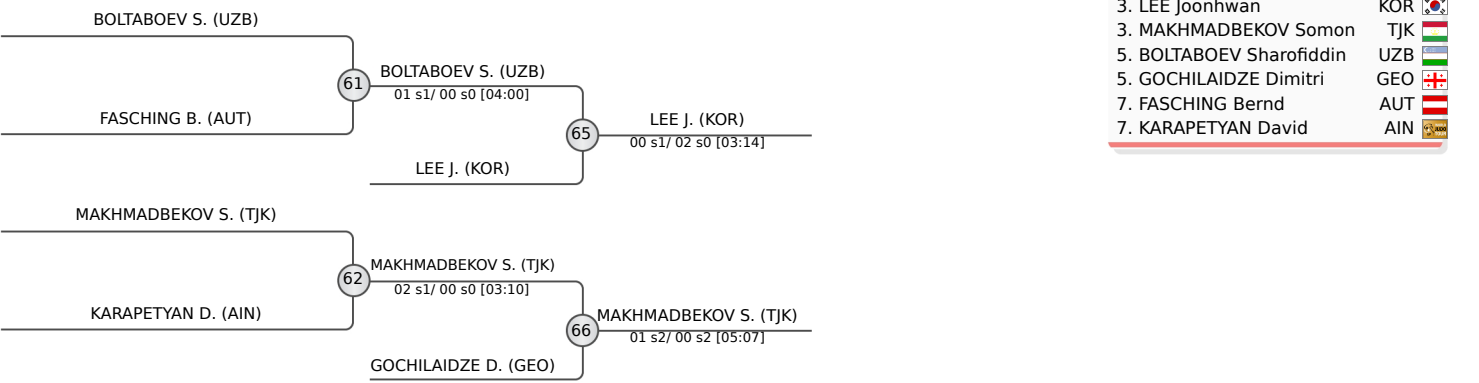 BOLTABOEV S. (UZB)
FASCHING B. (AUT)
61
BOLTABOEV S. (UZB)
01 s1/ 00 s0 [04:00]
LEE J. (KOR)
65
LEE J. (KOR)
00 s1/ 02 s0 [03:14]
MAKHMADBEKOV S. (TJK)
KARAPETYAN D. (AIN)
62
MAKHMADBEKOV S. (TJK)
02 s1/ 00 s0 [03:10]
GOCHILAIDZE D. (GEO)
66
MAKHMADBEKOV S. (TJK)
01 s2/ 00 s2 [05:07]
3. LEE Joonhwan KOR
3. MAKHMADBEKOV Somon TJK
5. BOLTABOEV Sharofiddin UZB
5. GOCHILAIDZE Dimitri GEO
7. FASCHING Bernd AUT
7. KARAPETYAN David AIN